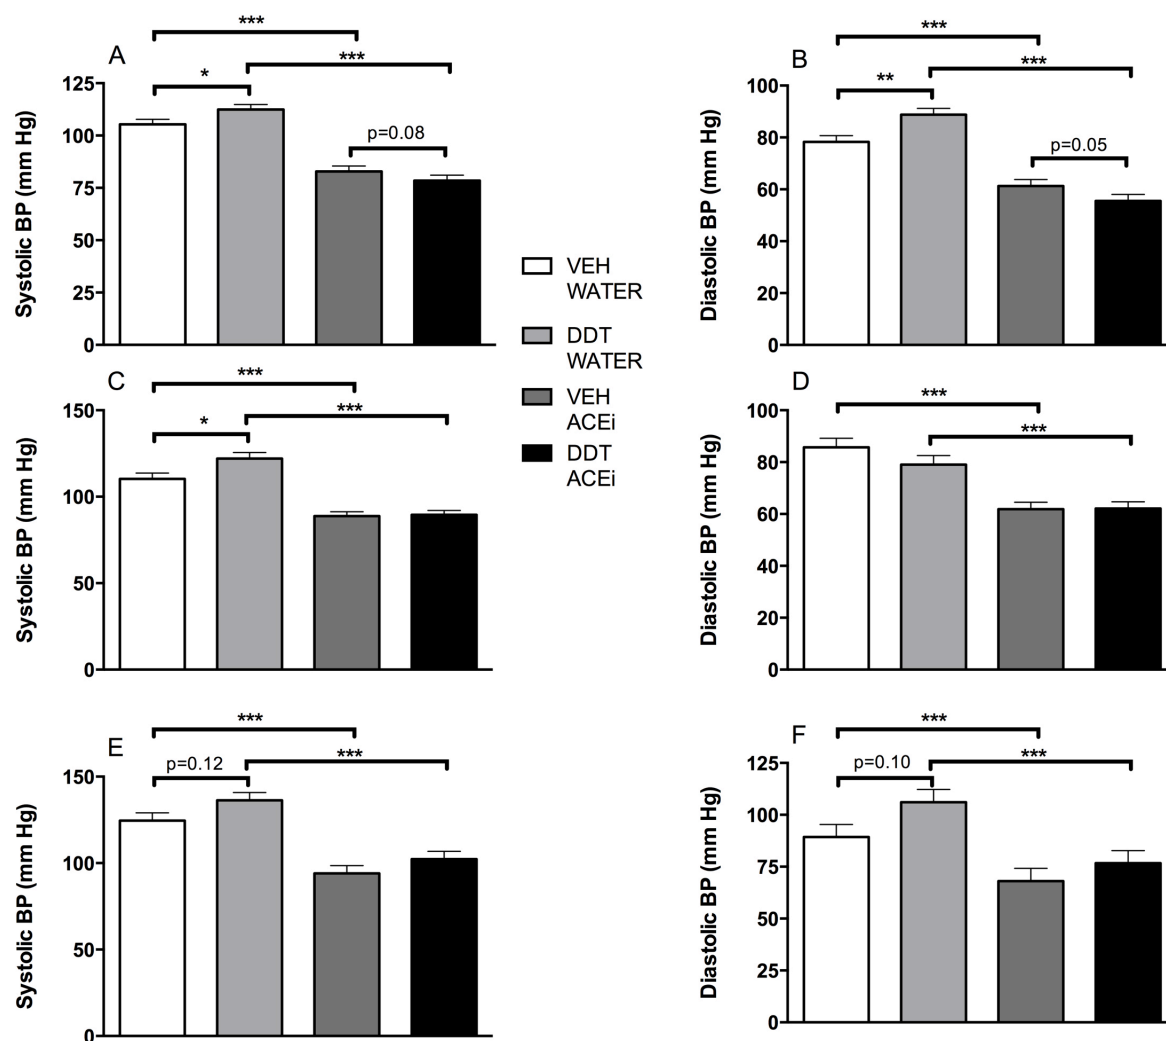 A
***
***
*
p=0.08
Systolic BP (mm Hg)
125
100
75
50
25
0
B
***
***
**
p=0.05
Diastolic BP (mm Hg)
100
80
60
40
20
0
VEH
WATER
DDT
WATER
VEH
ACEi
DDT
ACEi
C
***
***
*
Systolic BP (mm Hg)
150
100
50
0
D
***
***
Diastolic BP (mm Hg)
100
80
60
40
20
0
E
***
***
p=0.12
Systolic BP (mm Hg)
150
100
50
0
F
***
***
p=0.10
Diastolic BP (mm Hg)
125
100
75
50
25
0